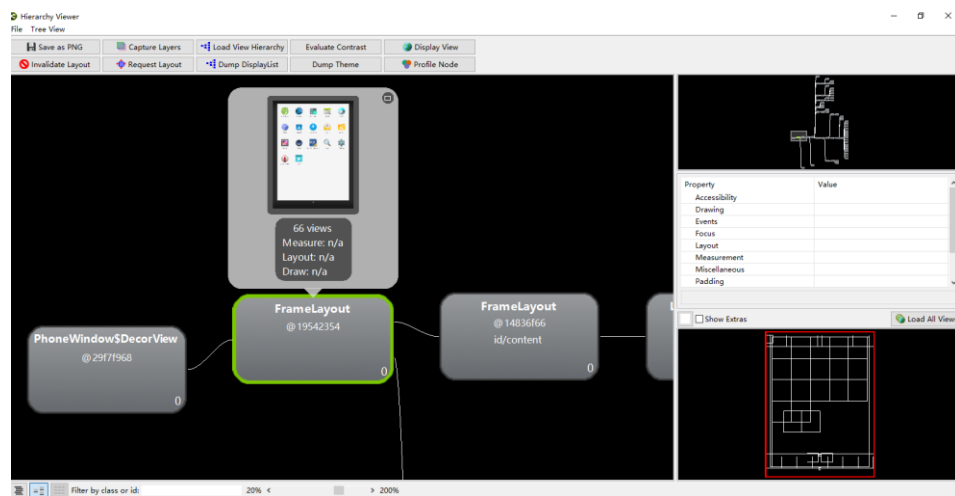 Hierarchy Viewer
File Tree View
Save as PNG
Capture Layers
Load View Hierarchy
Evaluate Contrast
Display View
Invalidate Layout
Request Layout
Dump DisplayList
Dump Theme
Profile Node
66 views
Measure: n/a
Layout: n/a
Draw: n/a
PhoneWindow$DecorView
@29f7f968
0
FrameLayout
@19542354
0
FrameLayout
@14836f66
id/content
0
L
Property Value
Accessibility
Drawing
Events
Focus
Layout
Measurement
Miscellaneous
Padding
Show Extras
Load All View
Filter by class or id:
20% < > 200%